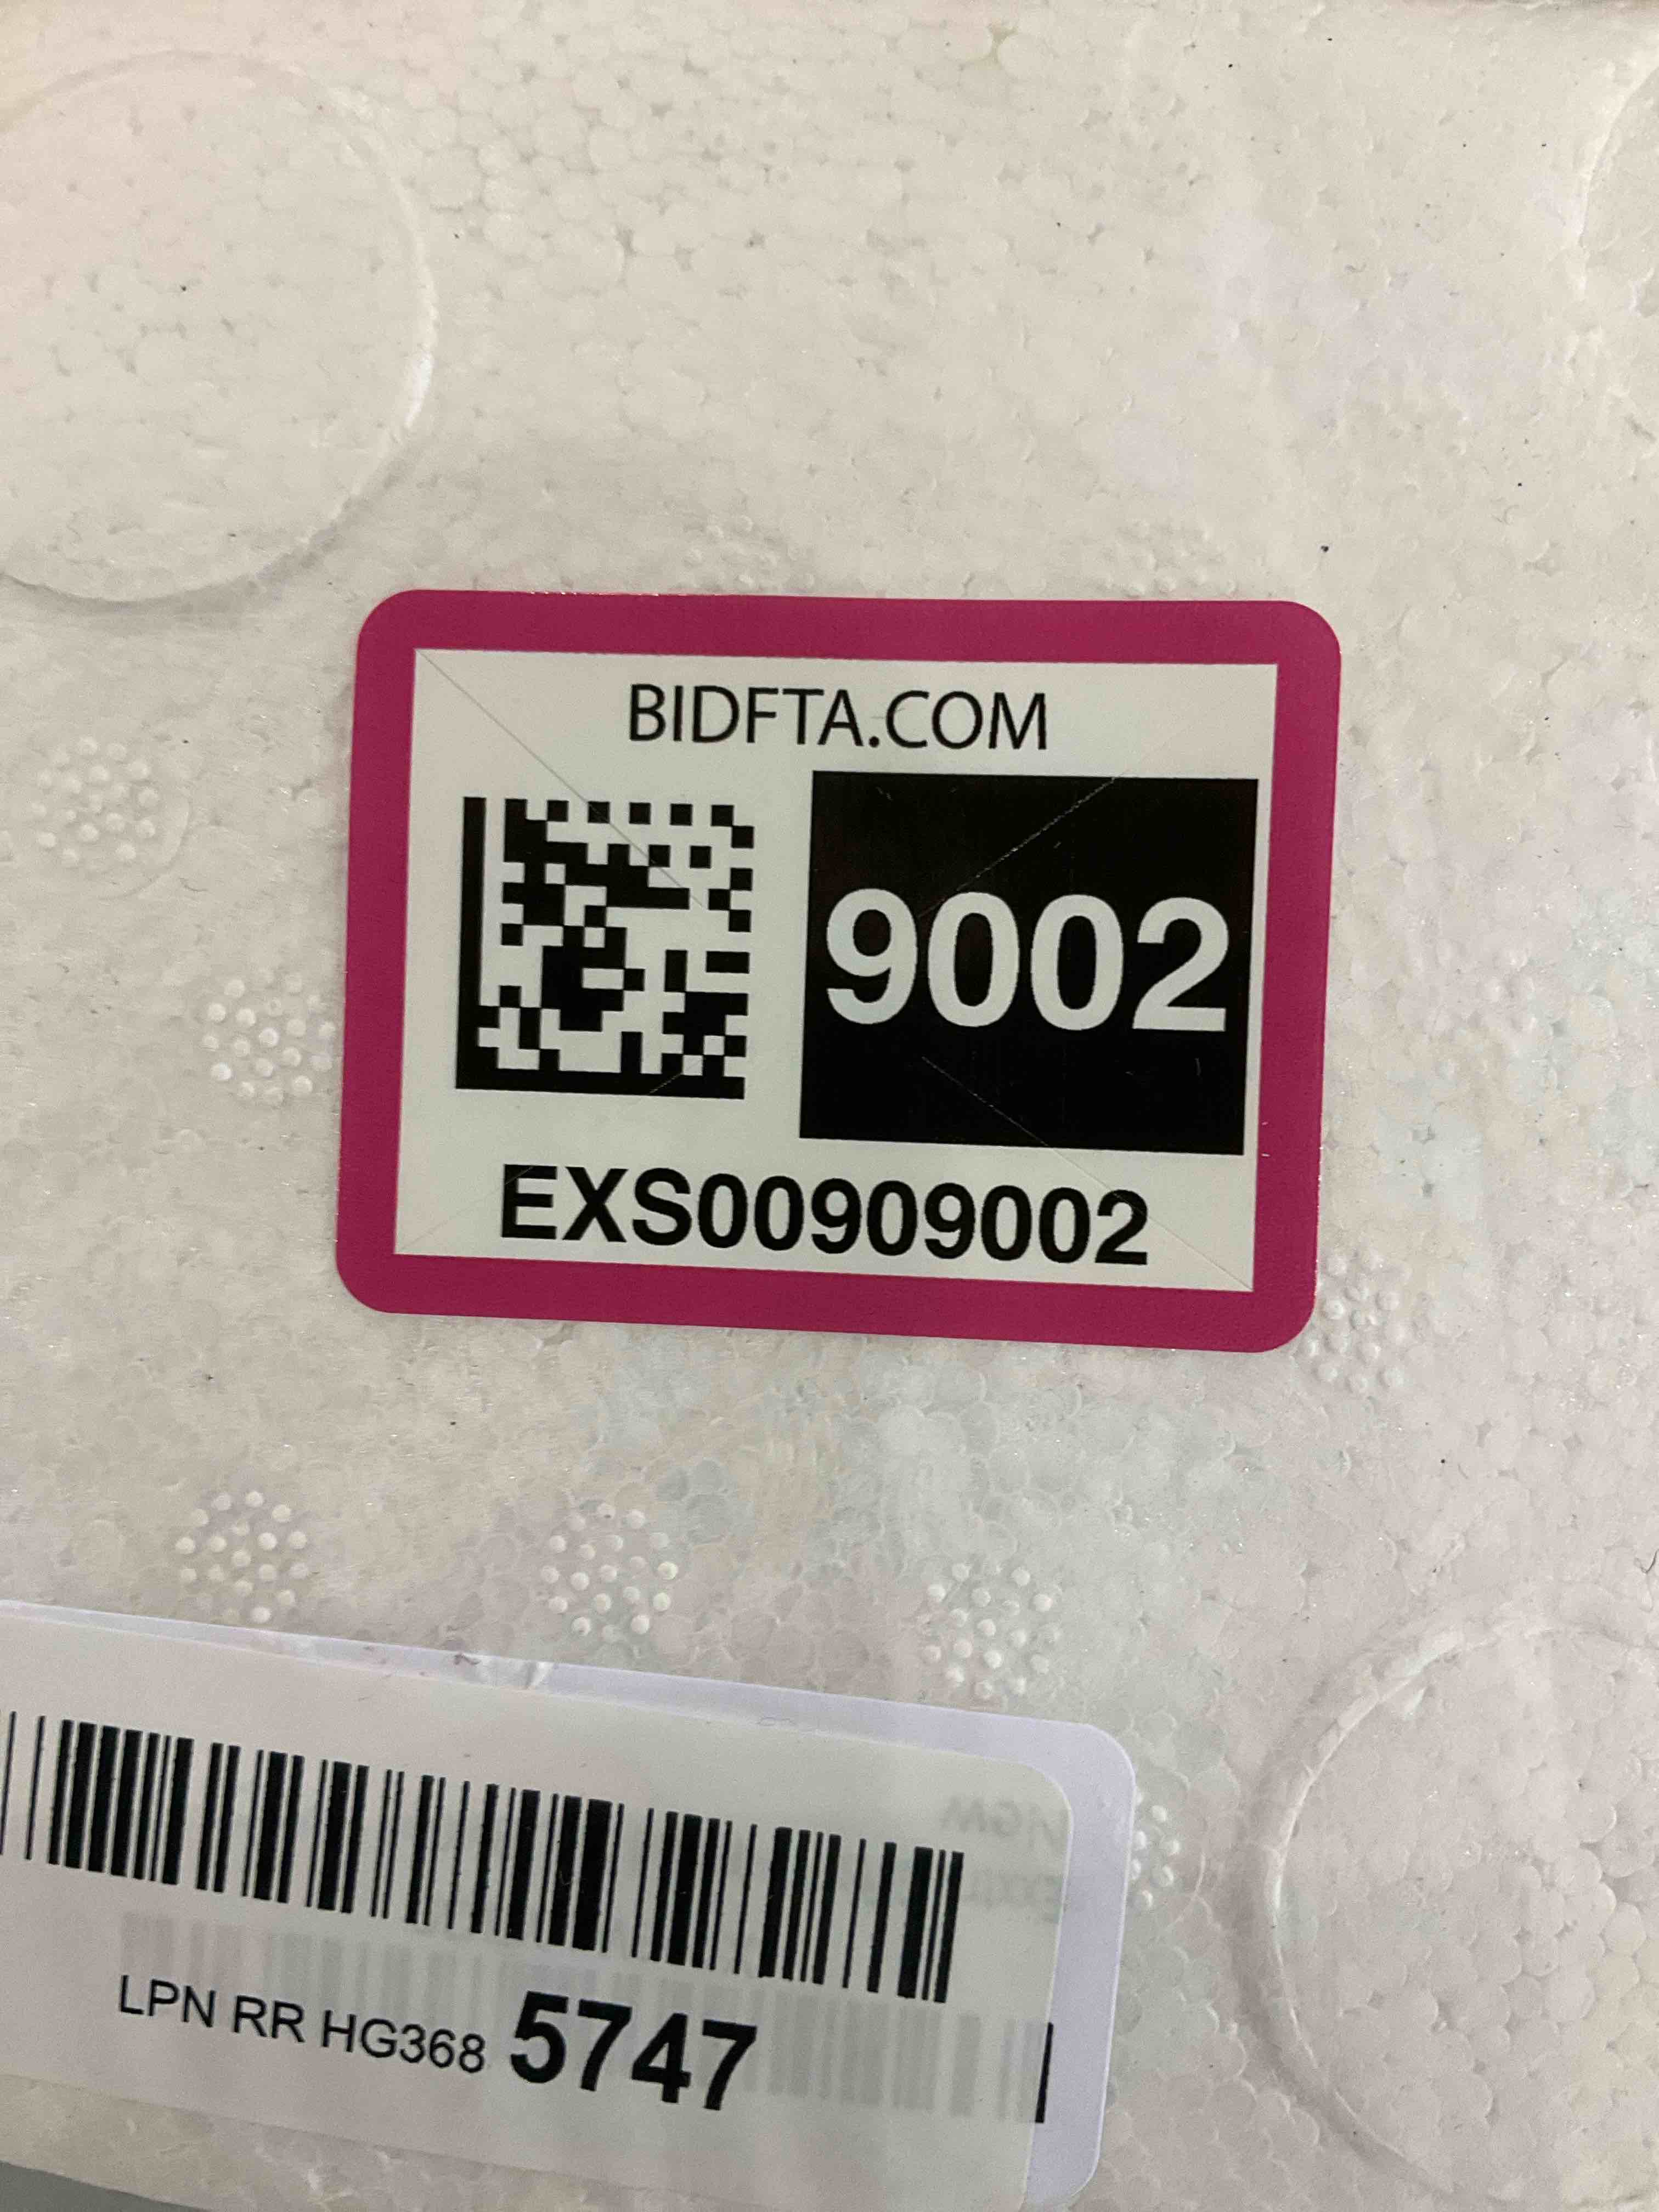 BIDFTA.COM
9002
EXS00909002
LPN RR HG368 5747